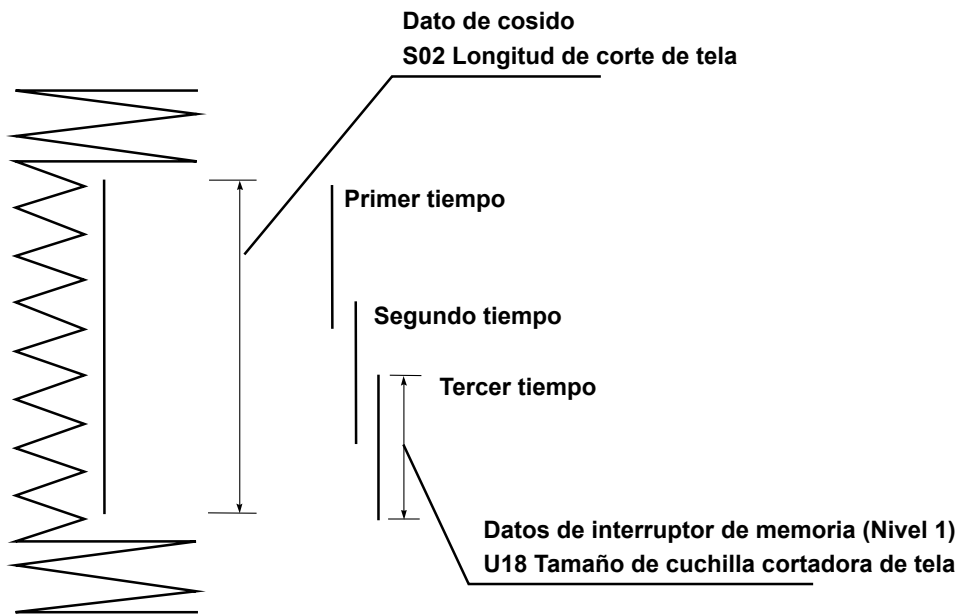 Dato de cosido
S02 Longitud de corte de tela
Primer tiempo
Segundo tiempo
Tercer tiempo
Datos de interruptor de memoria (Nivel 1)
U18 Tamaño de cuchilla cortadora de tela